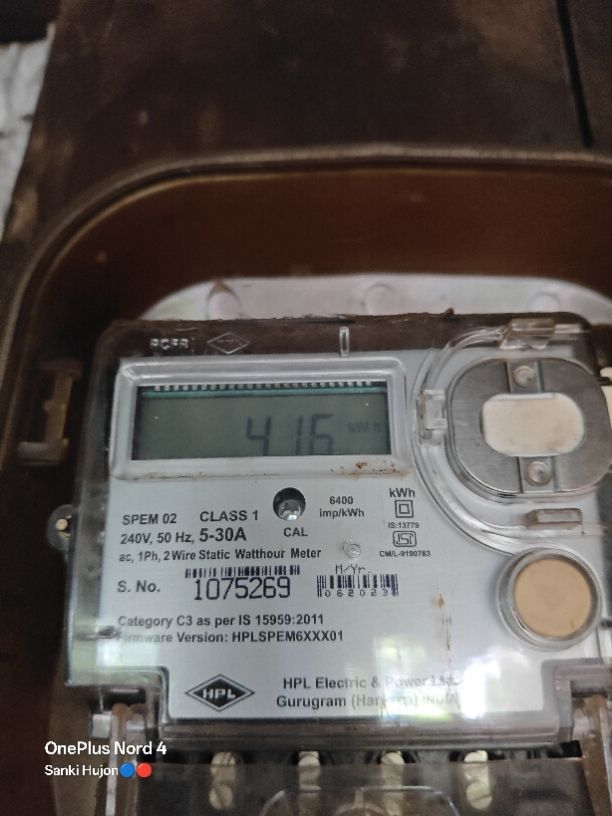 416 kWh
SPEM 02 CLASS 1
6400
imp/kWh
kWh
240V, 50 Hz, 5-30A
CAL
IS:13779
ac, 1Ph, 2 Wire Static Watthour Meter
CM/L-9190783
M/Yr.
S. No. 1075269
062023
Category C3 as per IS 15959:2011
Firmware Version: HPLSPEM6XXX01
HPL
HPL Electric & Power
Gurugram (Haryana) INDIA
OnePlus Nord 4
Sanki Hujon🔵🔴